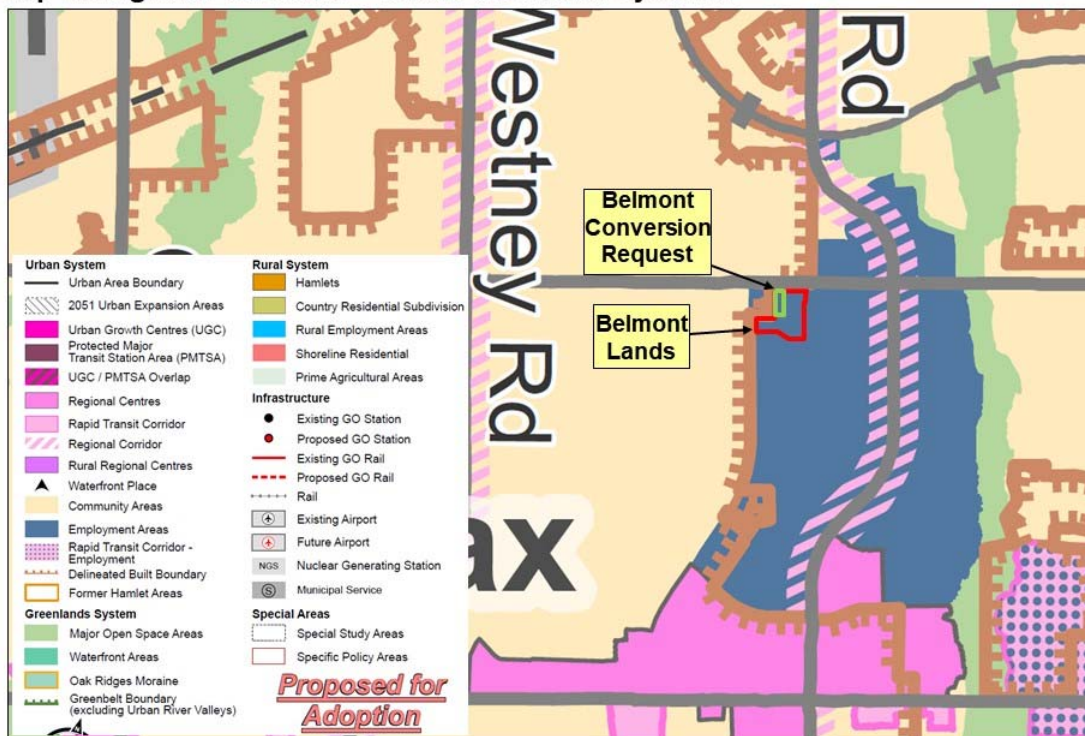 Westney Rd
Rd
Belmont
Conversion
Request
Belmont
Lands
ax
Urban System
Urban Area Boundary
2051 Urban Expansion Areas
Urban Growth Centres (UGC)
Protected Major
Transit Station Area (PMTSA)
UGC / PMTSA Overlap
Regional Centres
Rapid Transit Corridor
Regional Corridor
Rural Regional Centres
Waterfront Place
Community Areas
Employment Areas
Rapid Transit Corridor -
Employment
Delineated Built Boundary
Former Hamlet Areas
Greenlands System
Major Open Space Areas
Waterfront Areas
Oak Ridges Moraine
Greenbelt Boundary
(excluding Urban River Valleys)
Rural System
Hamlets
Country Residential Subdivision
Rural Employment Areas
Shoreline Residential
Prime Agricultural Areas
Infrastructure
Existing GO Station
Proposed GO Station
Existing GO Rail
Proposed GO Rail
Rail
Existing Airport
Future Airport
NGS Nuclear Generating Station
S Municipal Service
Special Areas
Special Study Areas
Specific Policy Areas
Proposed for
Adoption